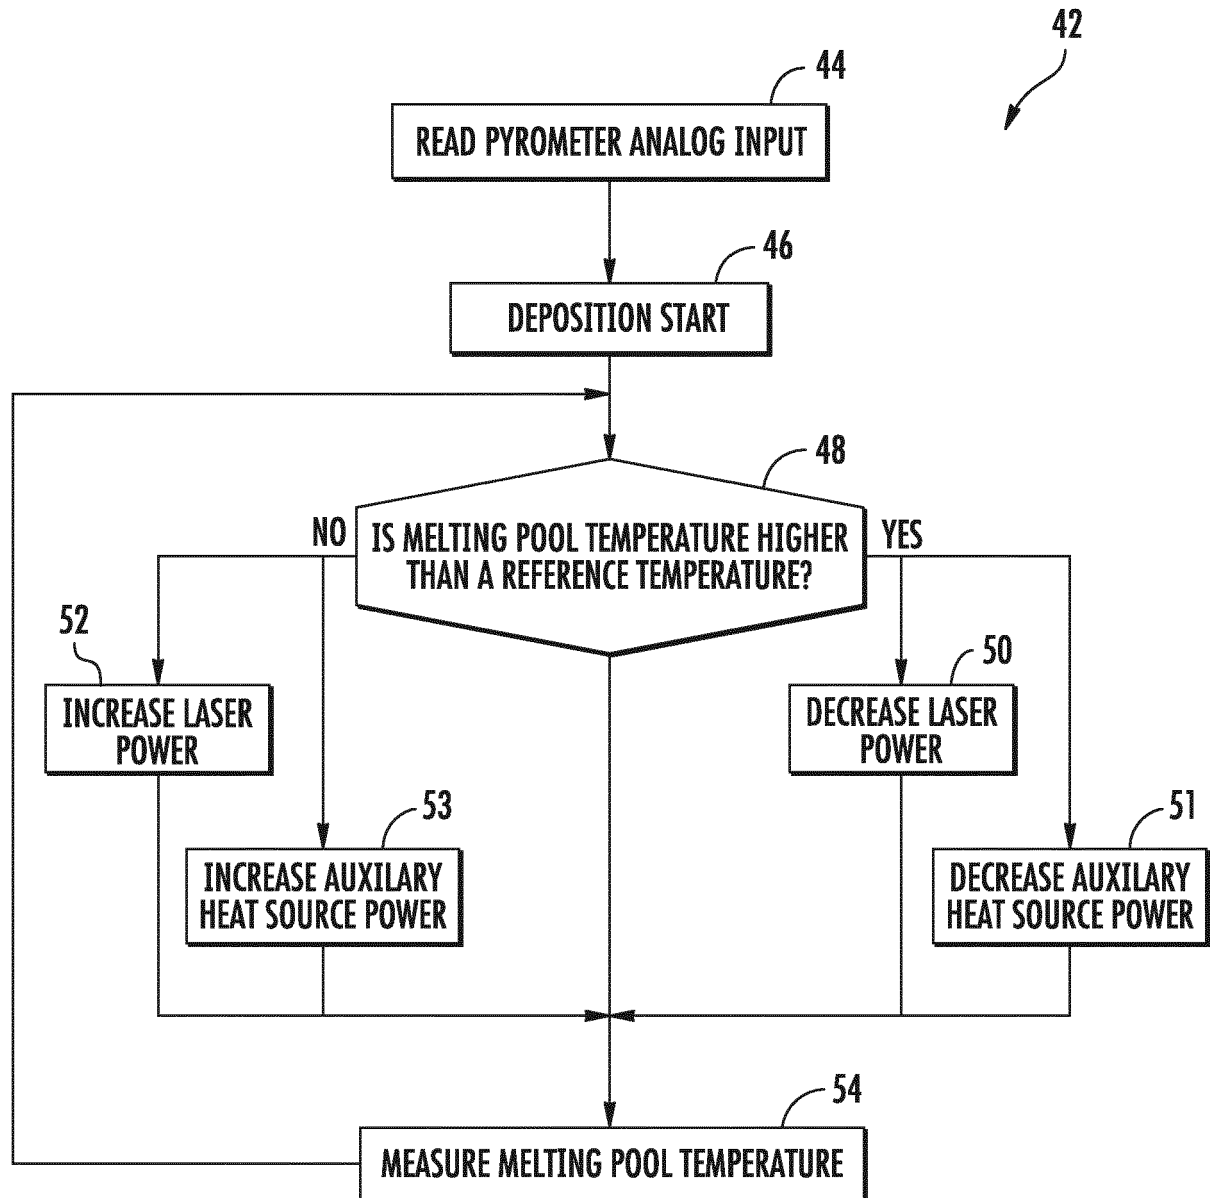 42
44
READ PYROMETER ANALOG INPUT
46
DEPOSITION START
48
NO
IS MELTING POOL TEMPERATURE HIGHER
THAN A REFERENCE TEMPERATURE?
YES
52
INCREASE LASER
POWER
50
DECREASE LASER
POWER
53
INCREASE AUXILARY
HEAT SOURCE POWER
51
DECREASE AUXILARY
HEAT SOURCE POWER
54
MEASURE MELTING POOL TEMPERATURE